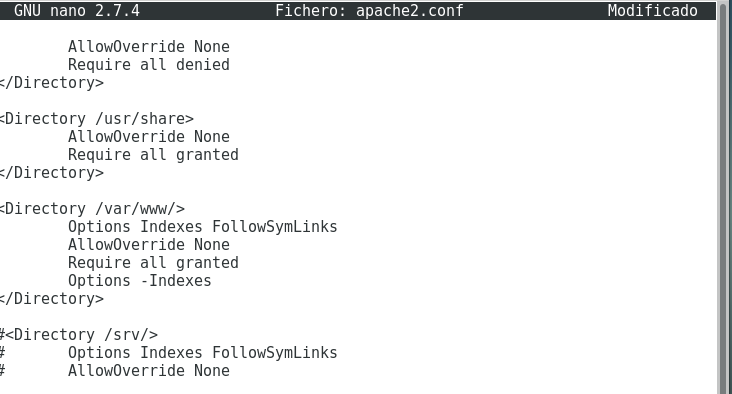 GNU nano 2.7.4 Fichero: apache2.conf Modificado
AllowOverride None
Require all denied
</Directory>
<Directory /usr/share>
AllowOverride None
Require all granted
</Directory>
<Directory /var/www/>
Options Indexes FollowSymLinks
AllowOverride None
Require all granted
Options -Indexes
</Directory>
#<Directory /srv/>
# Options Indexes FollowSymLinks
# AllowOverride None